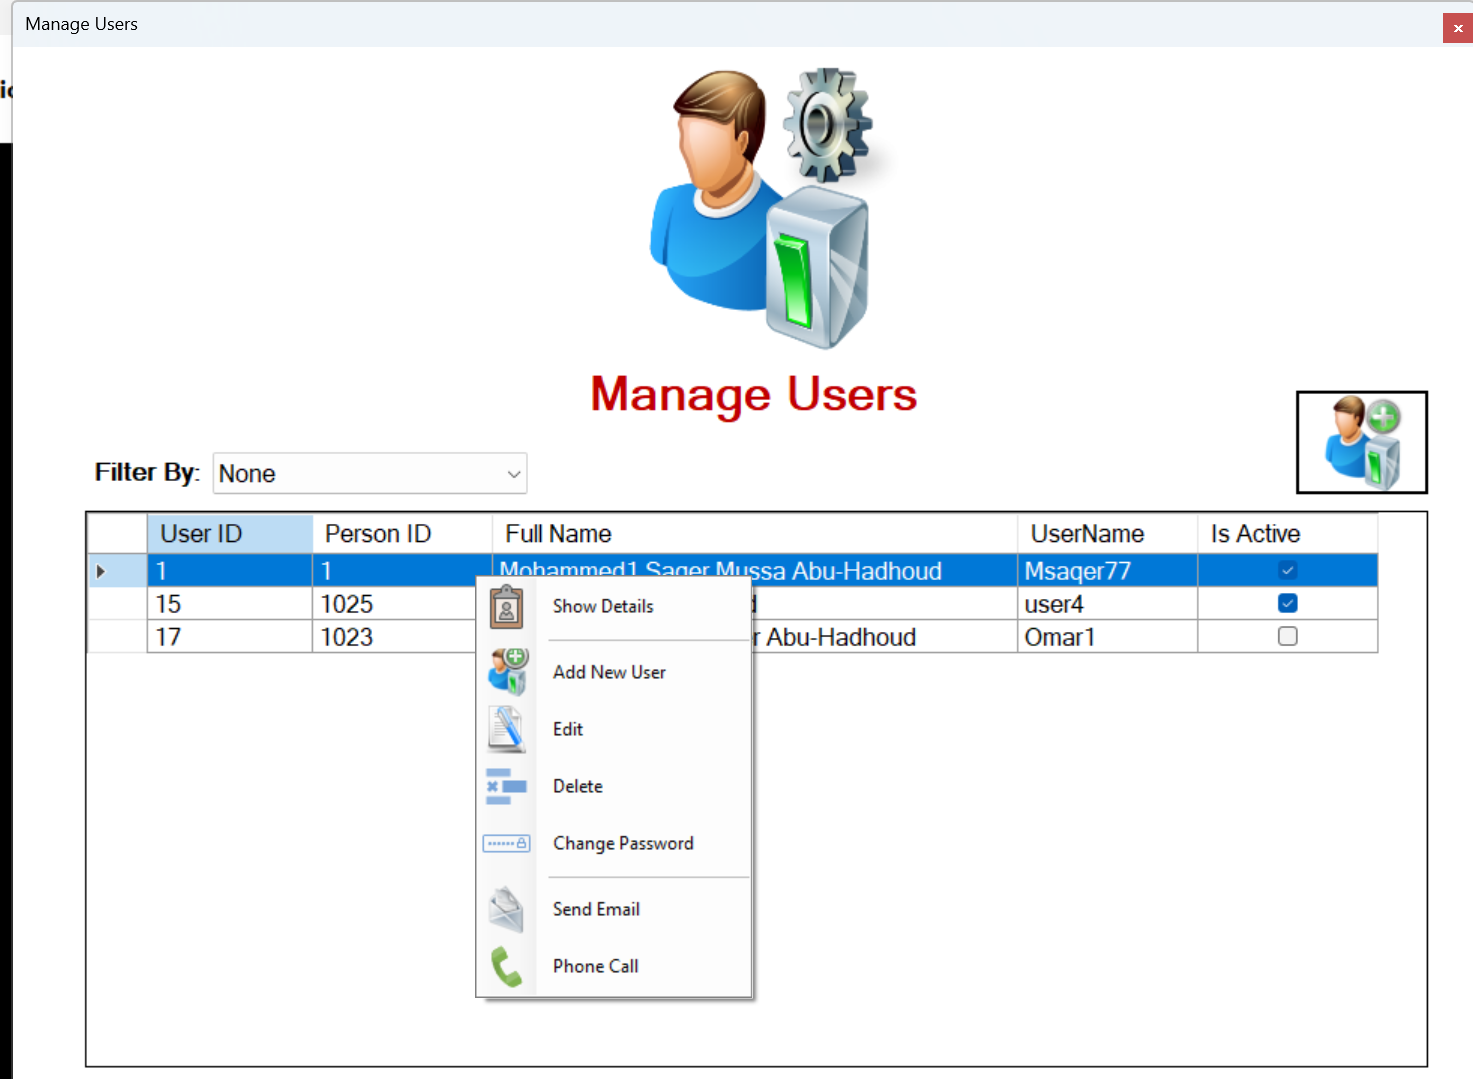 Manage Users
Manage Users
Filter By: None
User ID Person ID Full Name UserName Is Active
1 1 Mohammed1 Saqer Mussa Abu-Hadhoud Msaqer77
15 1025 user4
17 1023 Abu-Hadhoud Omar1
Show Details
Add New User
Edit
Delete
Change Password
Send Email
Phone Call